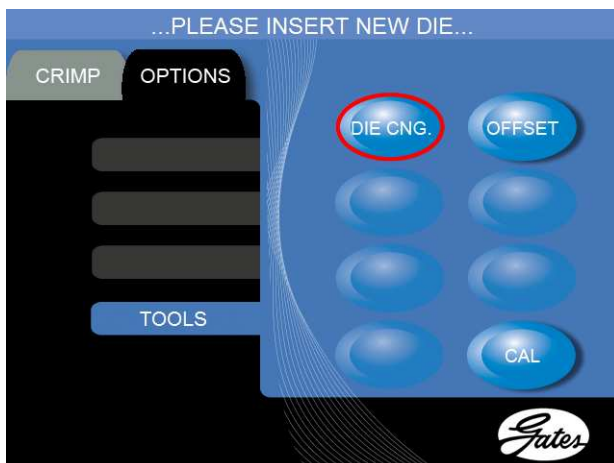 ...PLEASE INSERT NEW DIE...
CRIMP OPTIONS
DIE CNG. OFFSET
TOOLS
CAL
Gates